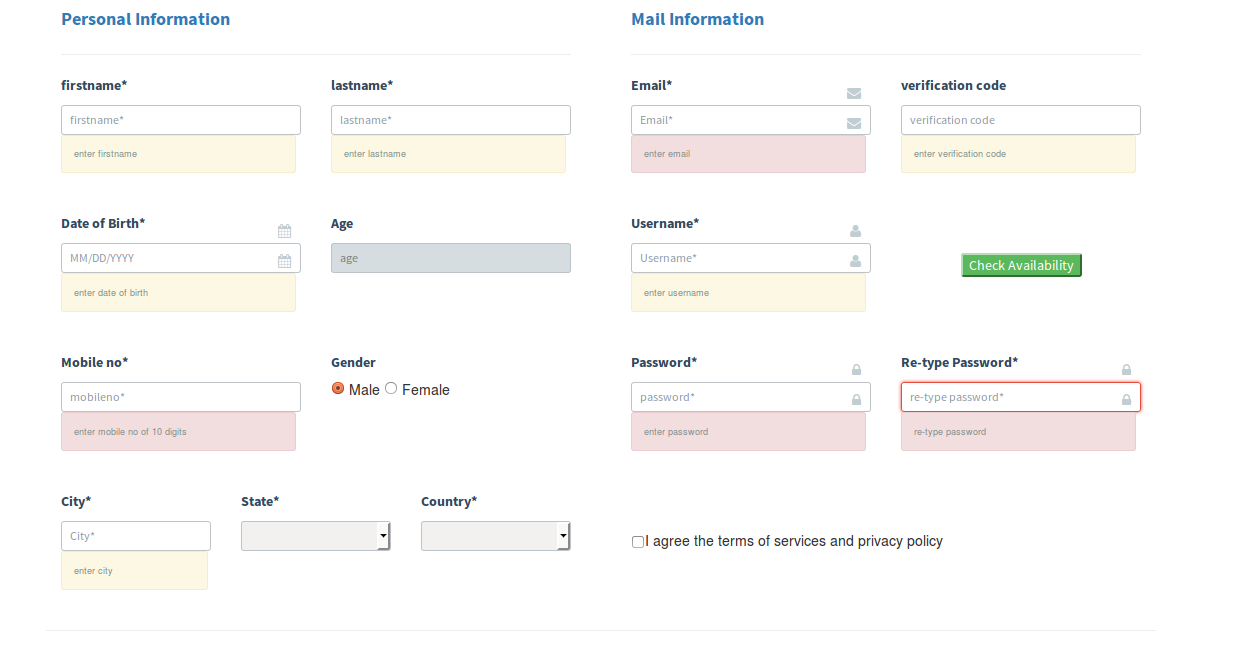 Personal Information
firstname*
lastname*
firstname*
lastname*
enter firstname
enter lastname
Date of Birth*
Age
MM/DD/YYYY
age
enter date of birth
Mobile no*
Gender
mobileno*
Male
Female
enter mobile no of 10 digits
City*
State*
Country*
City*
enter city
Mail Information
Email*
verification code
Email*
verification code
enter email
enter verification code
Username*
Username*
Check Availability
enter username
Password*
Re-type Password*
password*
re-type password*
enter password
re-type password
I agree the terms of services and privacy policy